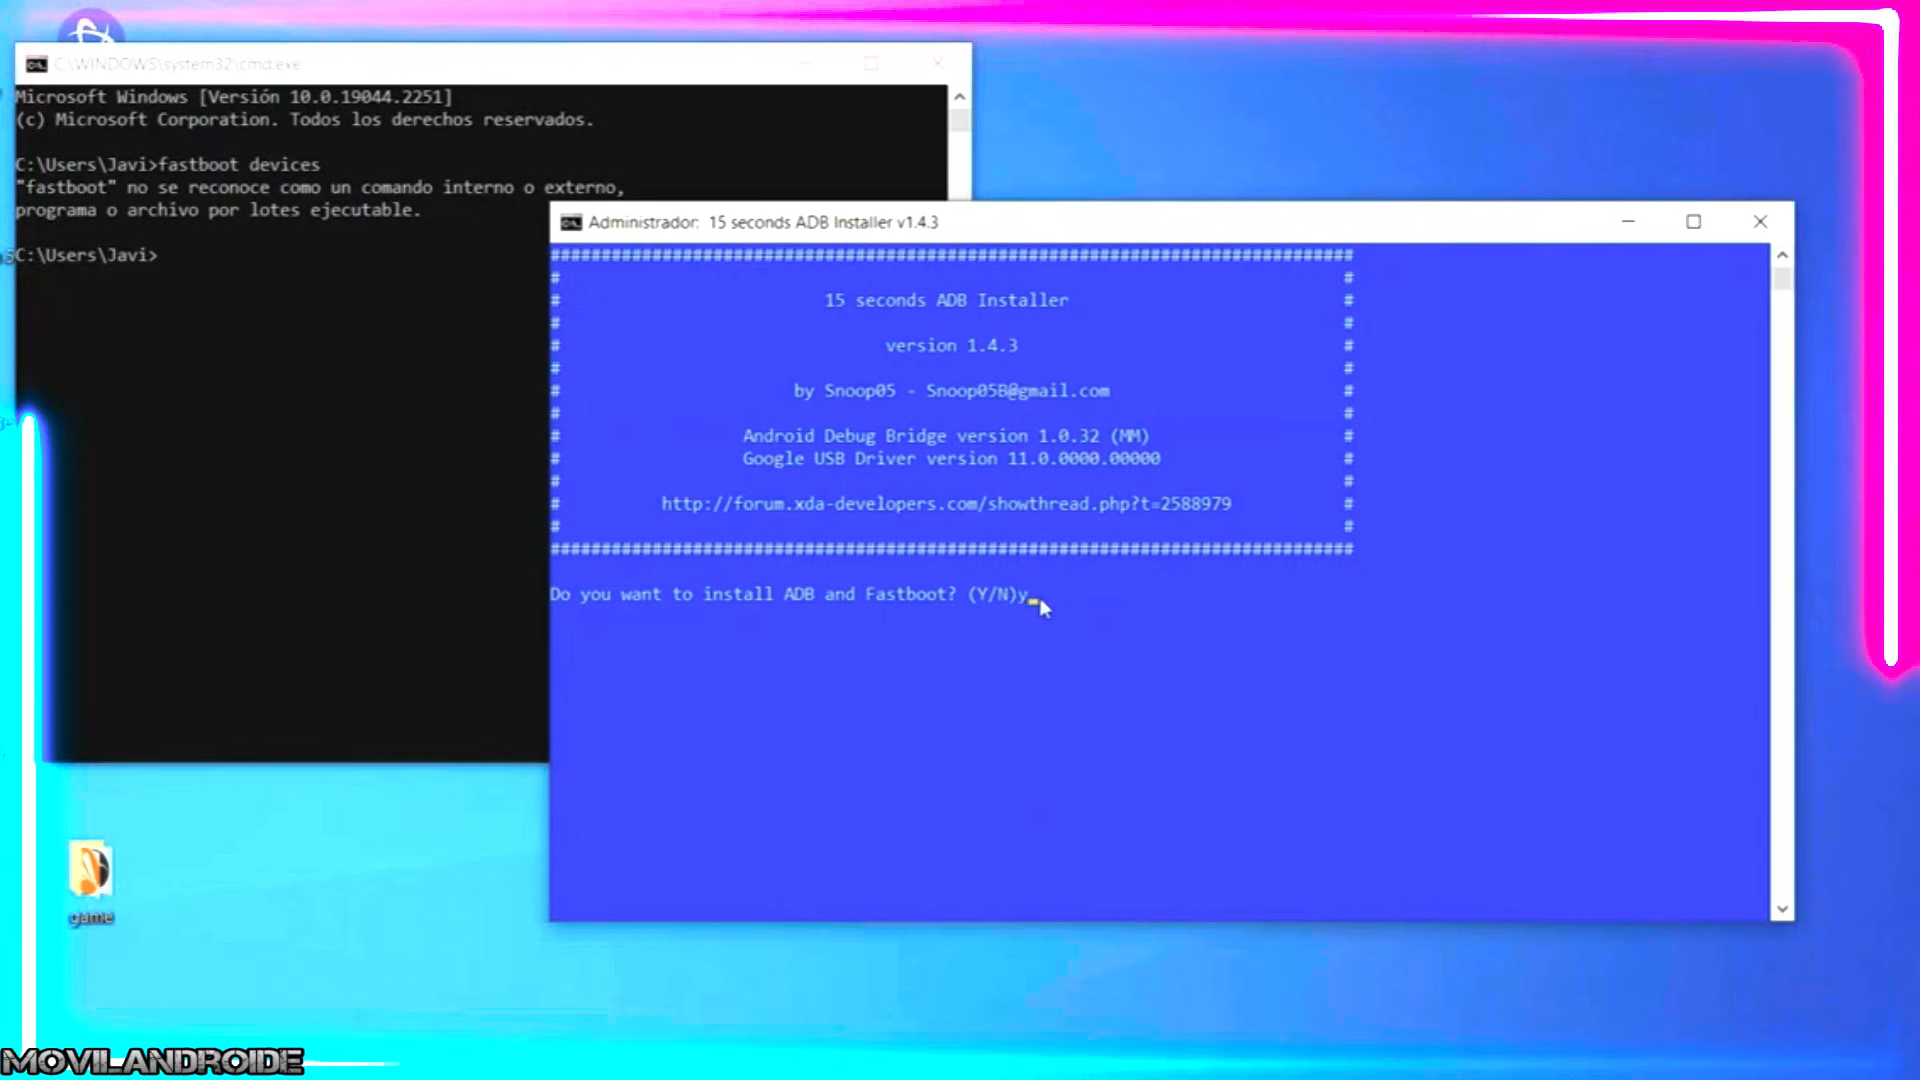 C:\WINDOWS\system32\cmd.exe
Microsoft Windows [Versión 10.0.19044.2251]
(c) Microsoft Corporation. Todos los derechos reservados.
C:\Users\Javi>fastboot devices
"fastboot" no se reconoce como un comando interno o externo,
programa o archivo por lotes ejecutable.
C:\Users\Javi>
Administrador: 15 seconds ADB Installer v1.4.3
###############################################################################
# #
# 15 seconds ADB Installer #
# #
# version 1.4.3 #
# #
# by Snoop05 - Snoop05B@gmail.com #
# #
# Android Debug Bridge version 1.0.32 (MM) #
# Google USB Driver version 11.0.0000.00000 #
# #
# http://forum.xda-developers.com/showthread.php?t=2588979 #
# #
###############################################################################
Do you want to install ADB and Fastboot? (Y/N)y
game
MOVILANDROIDE